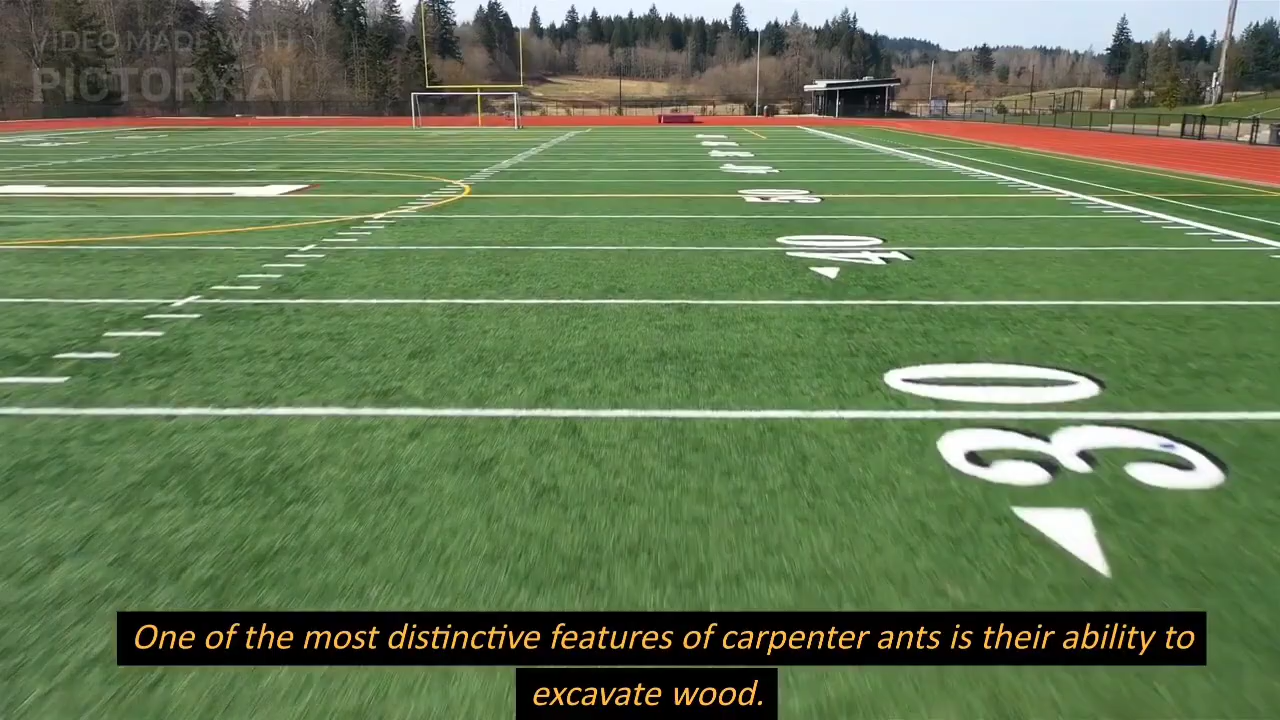 VIDEO MADE WITH
PICTORY.AI
50
40
30
One of the most distinctive features of carpenter ants is their ability to
excavate wood.